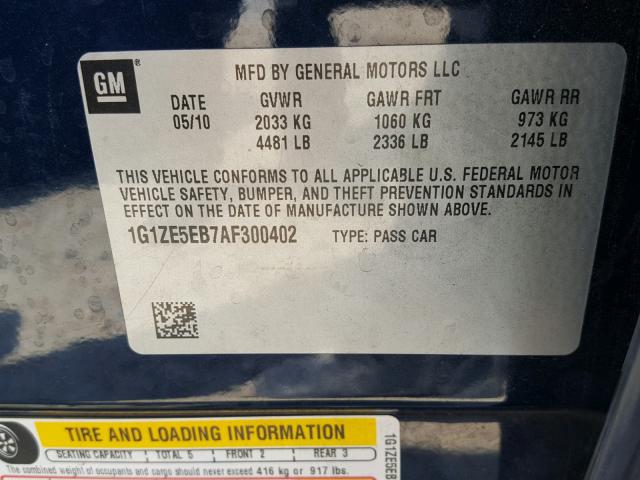 GM ®
MFD BY GENERAL MOTORS LLC
DATE GVWR GAWR FRT GAWR RR
05/10 2033 KG 1060 KG 973 KG
4481 LB 2336 LB 2145 LB
THIS VEHICLE CONFORMS TO ALL APPLICABLE U.S. FEDERAL MOTOR
VEHICLE SAFETY, BUMPER, AND THEFT PREVENTION STANDARDS IN
EFFECT ON THE DATE OF MANUFACTURE SHOWN ABOVE.
1G1ZE5EB7AF300402 TYPE: PASS CAR
TIRE AND LOADING INFORMATION
SEATING CAPACITY TOTAL 5 FRONT 2 REAR 3
The combined weight of occupants and cargo should never exceed 416 kg or 917 lbs.
1G1ZE5EB